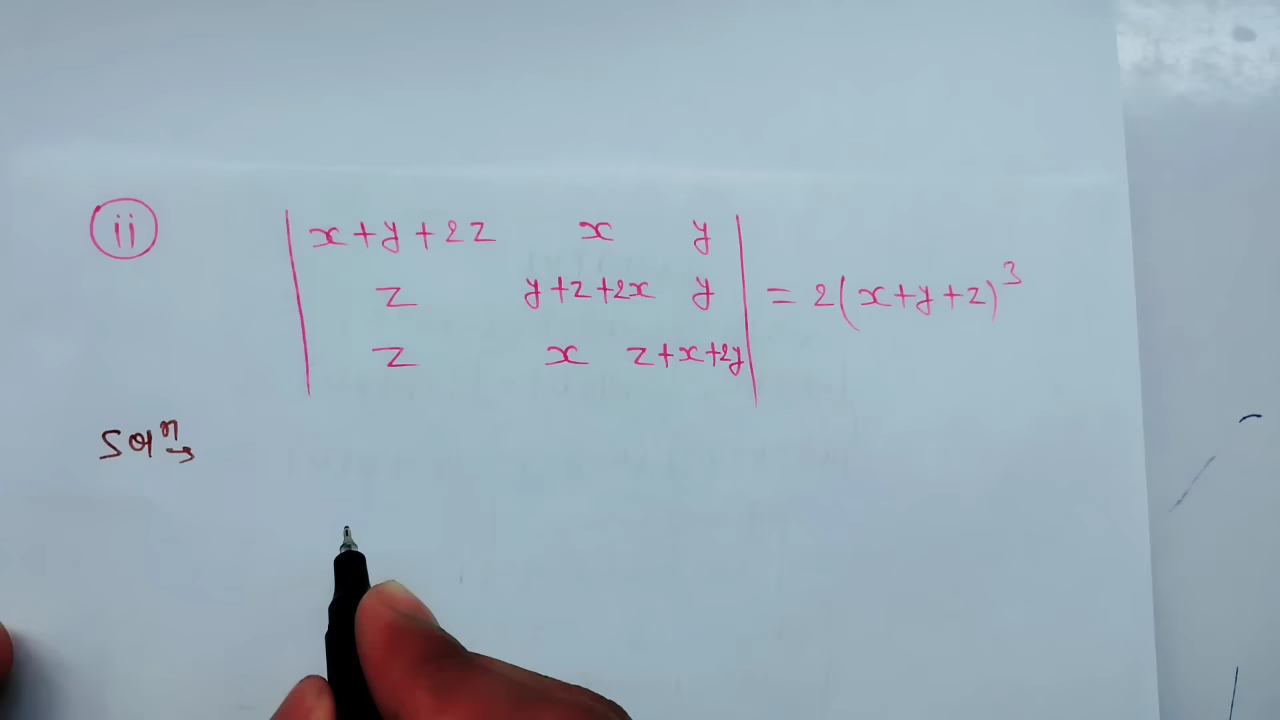 ii
x+y+2z x y
z y+z+2x y = 2(x+y+z)³
z x z+x+2y
Solⁿ→